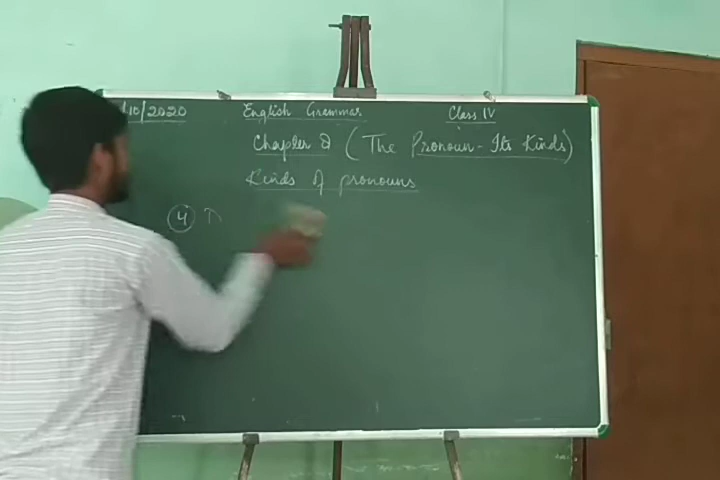 /10/2020 English Grammar Class IV
Chapter 8 (The Pronoun - Its Kinds)
Kinds of pronouns
4